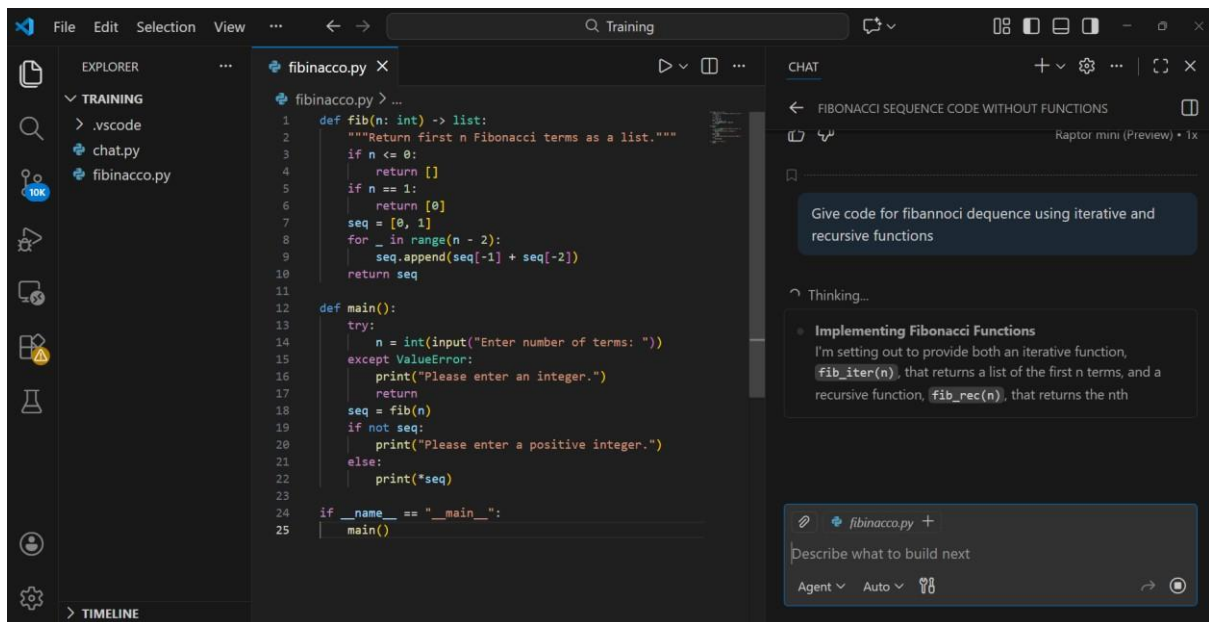 File Edit Selection View ... Training
EXPLORER ...
TRAINING
.vscode
chat.py
fibinacco.py
10K
TIMELINE
fibinacco.py
fibinacco.py > ...
1 def fib(n: int) -> list:
2 """Return first n Fibonacci terms as a list."""
3 if n <= 0:
4 return []
5 if n == 1:
6 return [0]
7 seq = [0, 1]
8 for _ in range(n - 2):
9 seq.append(seq[-1] + seq[-2])
10 return seq
11
12 def main():
13 try:
14 n = int(input("Enter number of terms: "))
15 except ValueError:
16 print("Please enter an integer.")
17 return
18 seq = fib(n)
19 if not seq:
20 print("Please enter a positive integer.")
21 else:
22 print(*seq)
23
24 if __name__ == "__main__":
25 main()
CHAT
FIBONACCI SEQUENCE CODE WITHOUT FUNCTIONS
Raptor mini (Preview) • 1x
Give code for fibannoci dequence using iterative and
recursive functions
Thinking...
Implementing Fibonacci Functions
I'm setting out to provide both an iterative function,
fib_iter(n), that returns a list of the first n terms, and a
recursive function, fib_rec(n), that returns the nth
fibinacco.py +
Describe what to build next
Agent Auto